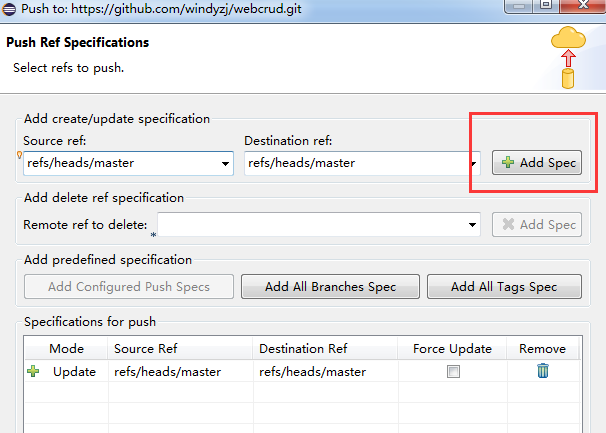 Push to: https://github.com/windyzj/webcrud.git
Push Ref Specifications
Select refs to push.
Add create/update specification
Source ref: Destination ref:
refs/heads/master refs/heads/master Add Spec
Add delete ref specification
Remote ref to delete: Add Spec
Add predefined specification
Add Configured Push Specs Add All Branches Spec Add All Tags Spec
Specifications for push
Mode Source Ref Destination Ref Force Update Remove
Update refs/heads/master refs/heads/master